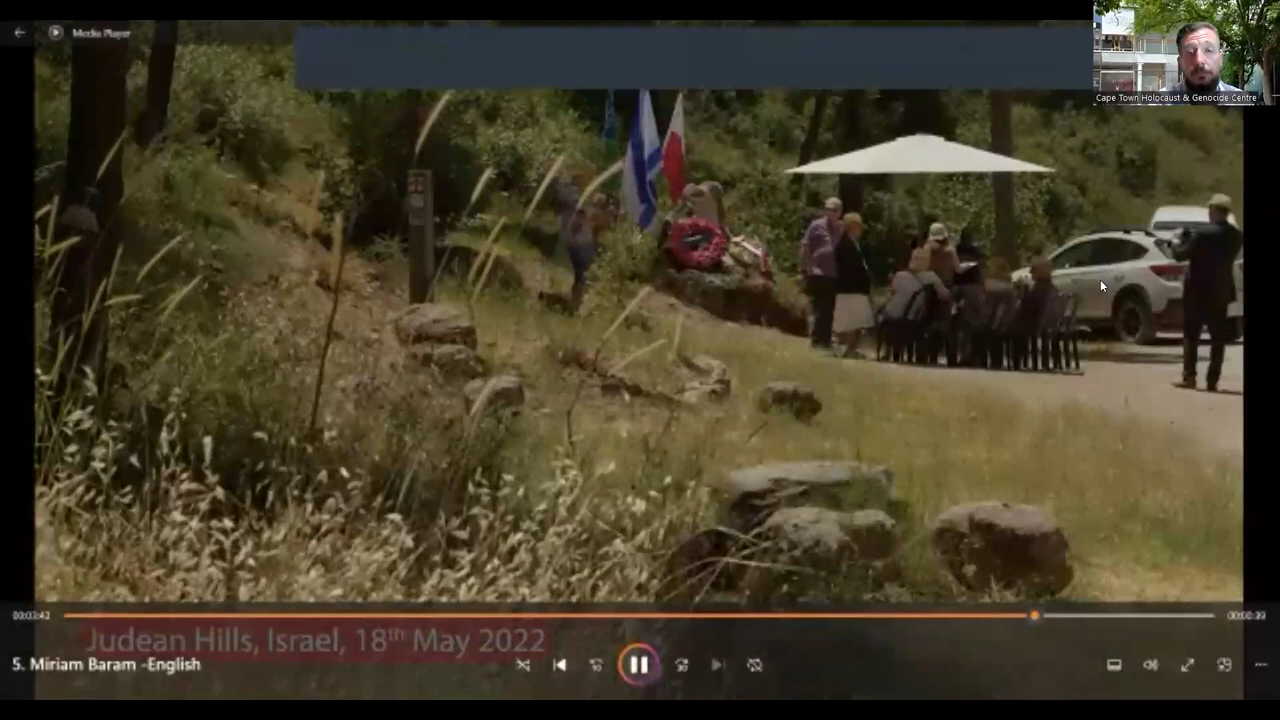 Media Player
Cape Town Holocaust & Genocide Centre
00:03:43
00:00:39
Judean Hills, Israel, 18th May 2022
5. Miriam Baram -English